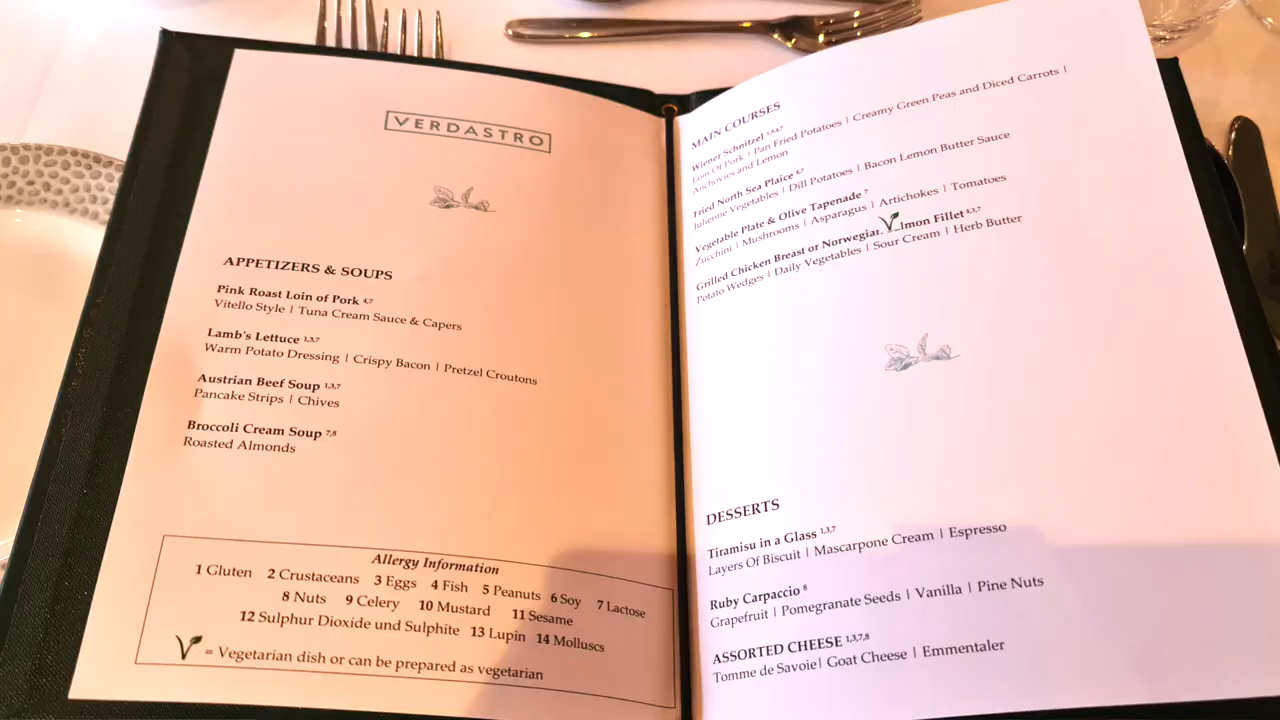 VERDASTRO
APPETIZERS & SOUPS
Pink Roast Loin of Pork 4,7
Vitello Style | Tuna Cream Sauce & Capers
Lamb's Lettuce 1,3,7
Warm Potato Dressing | Crispy Bacon | Pretzel Croutons
Austrian Beef Soup 1,3,7
Pancake Strips | Chives
Broccoli Cream Soup 7,8
Roasted Almonds
Allergy Information
1 Gluten 2 Crustaceans 3 Eggs 4 Fish 5 Peanuts 6 Soy 7 Lactose
8 Nuts 9 Celery 10 Mustard 11 Sesame
12 Sulphur Dioxide und Sulphite 13 Lupin 14 Molluscs
= Vegetarian dish or can be prepared as vegetarian
MAIN COURSES
Wiener Schnitzel
Loin Of Pork | Pan Fried Potatoes | Creamy Green Peas and Diced Carrots |
Anchovies and Lemon
Fried North Sea Plaice 4,7
Julienne Vegetables | Dill Potatoes | Bacon Lemon Butter Sauce
Vegetable Plate & Olive Tapenade 7
Zucchini | Mushrooms | Asparagus | Artichokes | Tomatoes
Grilled Chicken Breast or Norwegian lmon Fillet 4,3,7
Potato Wedges | Daily Vegetables | Sour Cream | Herb Butter
DESSERTS
Tiramisu in a Glass 1,3,7
Layers Of Biscuit | Mascarpone Cream | Espresso
Ruby Carpaccio 8
Grapefruit | Pomegranate Seeds | Vanilla | Pine Nuts
ASSORTED CHEESE 1,3,7,8
Tomme de Savoie| Goat Cheese | Emmentaler